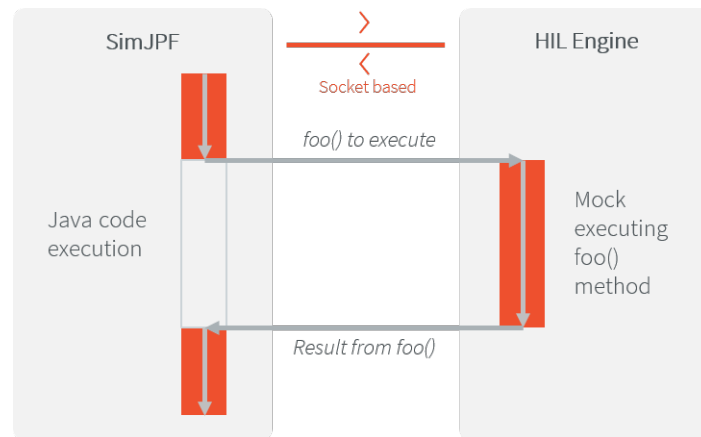 SimJPF
HIL Engine
Socket based
foo() to execute
Java code
execution
Mock
executing
foo()
method
Result from foo()